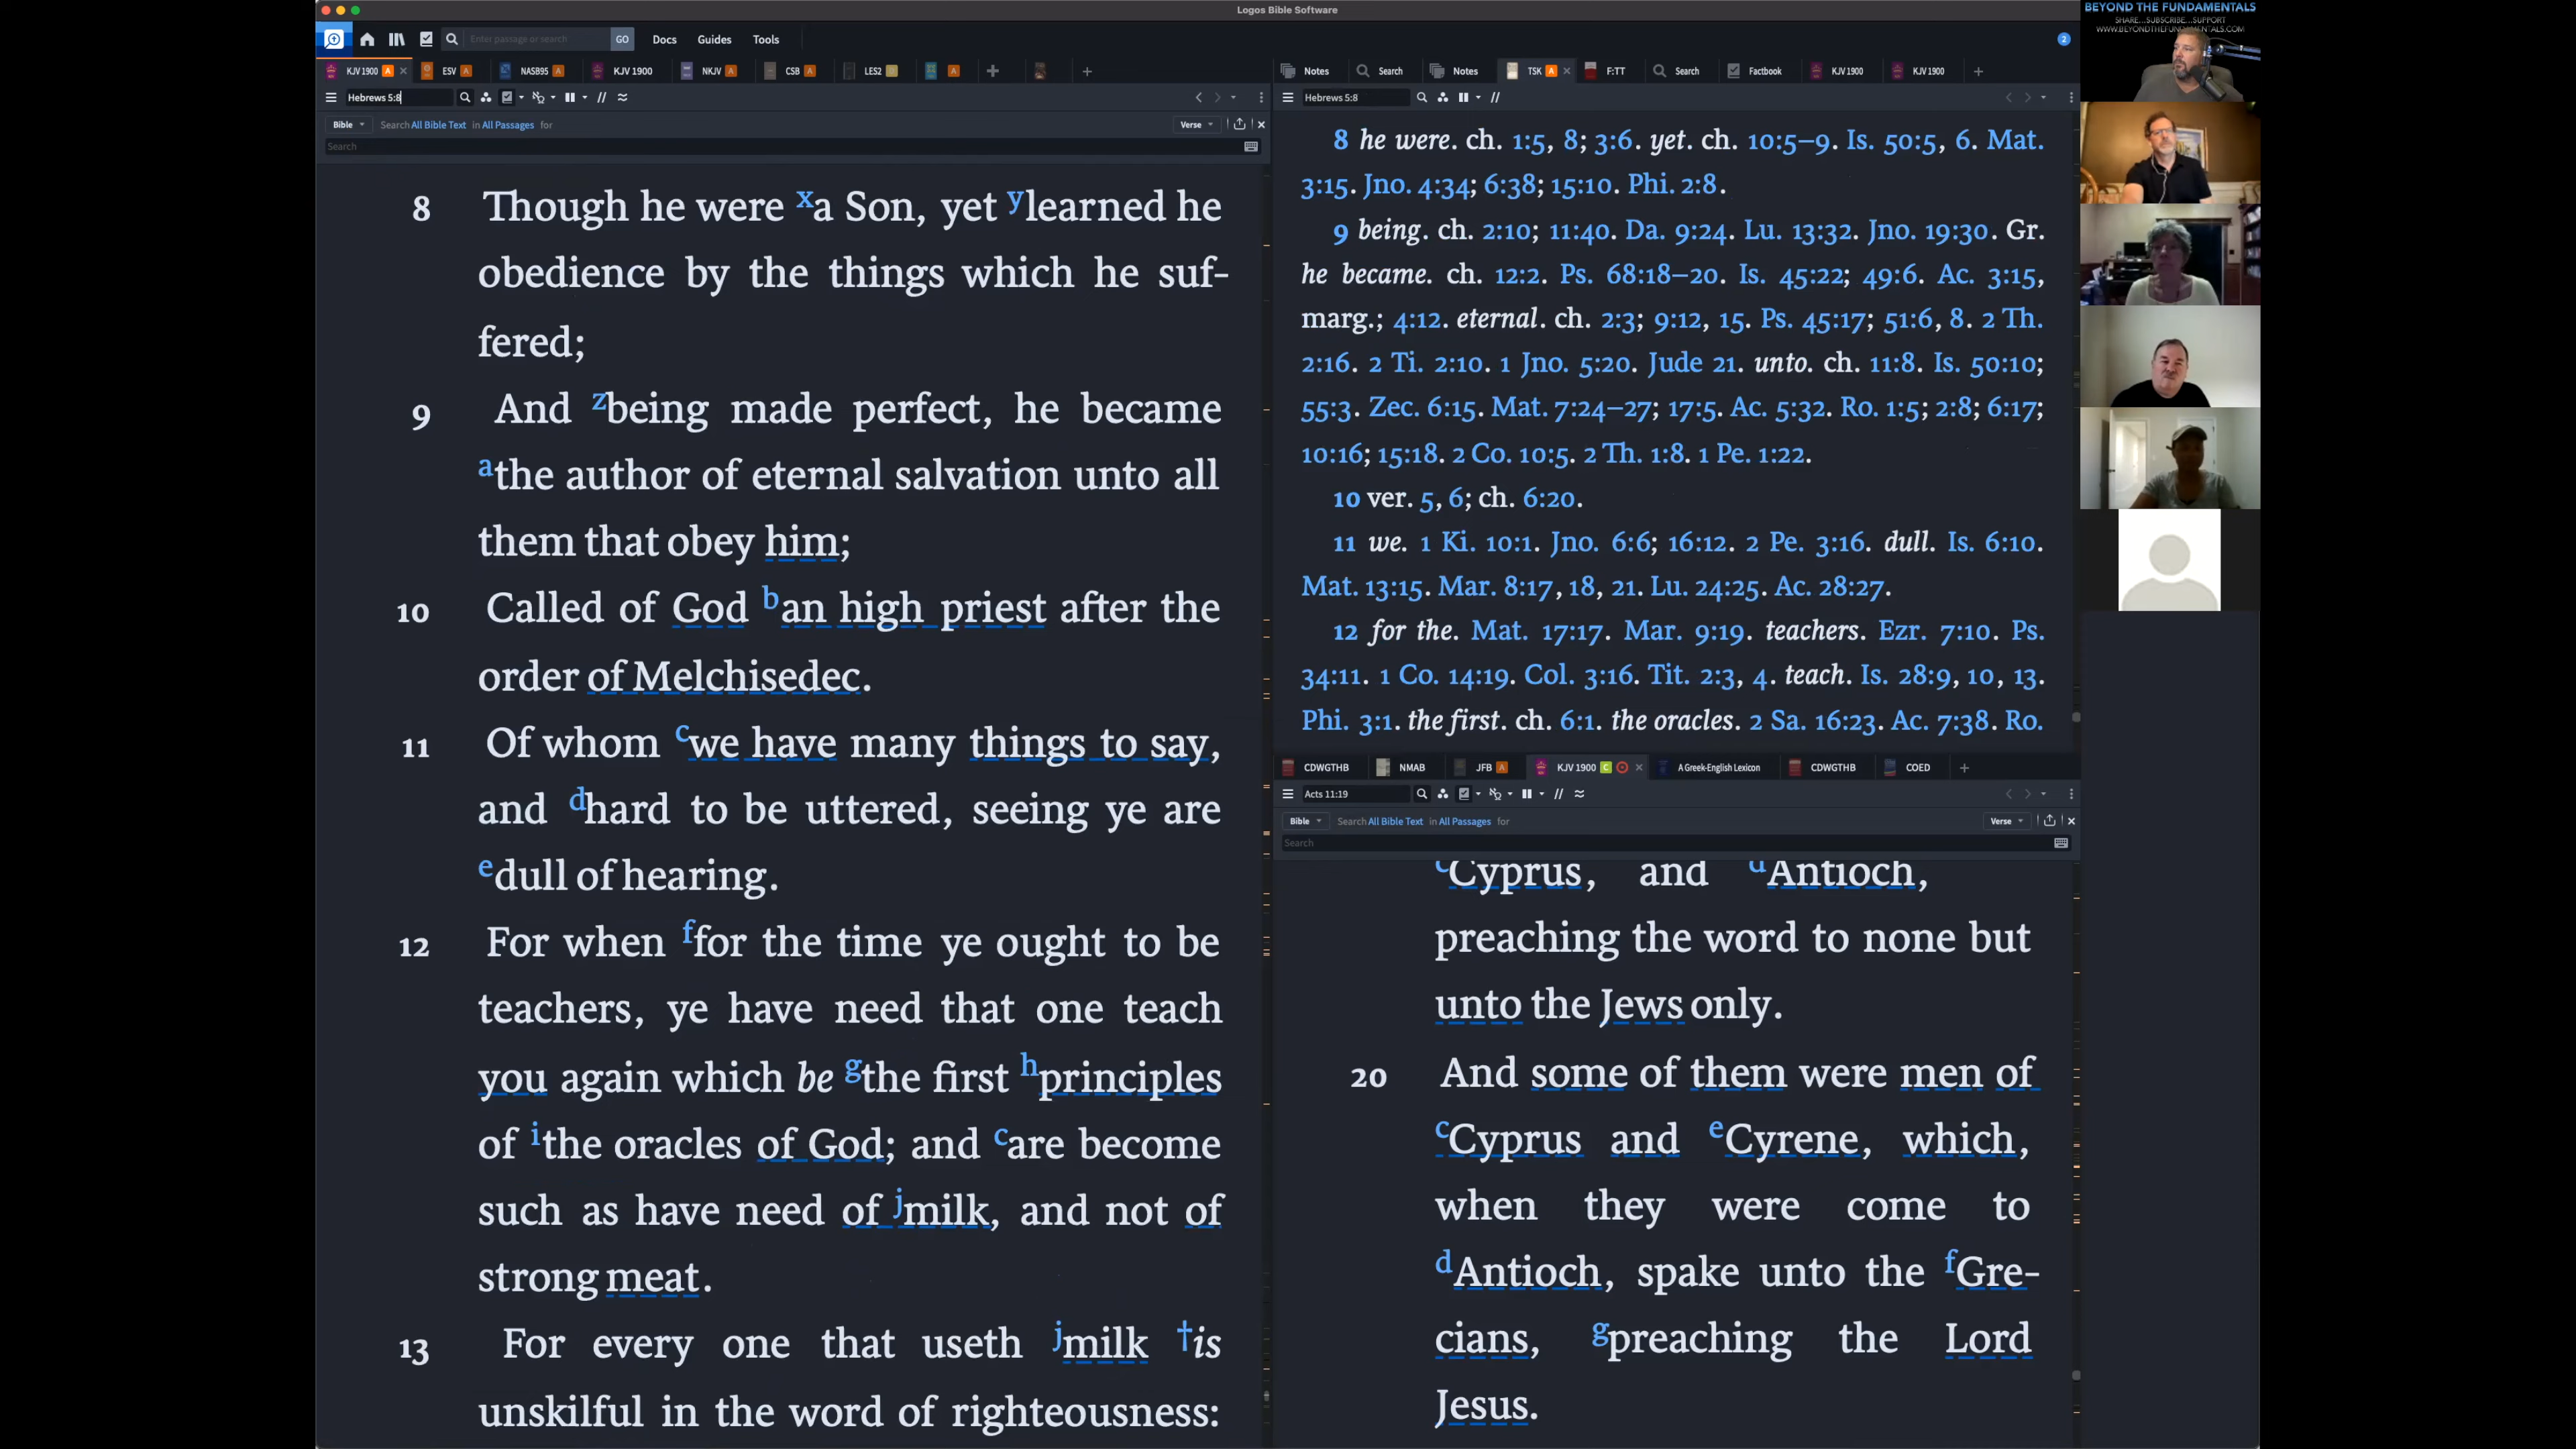 Logos Bible Software
Enter passage or search GO Docs Guides Tools 2
KJV 1900 A ESV A NASB95 A KJV 1900 NKJV A CSB A LES2 A
Hebrews 5:8
Bible Search All Bible Text in All Passages for Verse
Search
8 Though he were xa Son, yet ylearned he
obedience by the things which he suf-
fered;
9 And zbeing made perfect, he became
athe author of eternal salvation unto all
them that obey him;
10 Called of God ban high priest after the
order of Melchisedec.
11 Of whom cwe have many things to say,
and dhard to be uttered, seeing ye are
edull of hearing.
12 For when ffor the time ye ought to be
teachers, ye have need that one teach
you again which be gthe first hprinciples
of ithe oracles of God; and care become
such as have need of jmilk, and not of
strong meat.
13 For every one that useth jmilk †is
unskilful in the word of righteousness:
Notes Search Notes TSK A F:TT Search Factbook KJV 1900 KJV 1900
Hebrews 5:8
8 he were. ch. 1:5, 8; 3:6. yet. ch. 10:5–9. Is. 50:5, 6. Mat.
3:15. Jno. 4:34; 6:38; 15:10. Phi. 2:8.
9 being. ch. 2:10; 11:40. Da. 9:24. Lu. 13:32. Jno. 19:30. Gr.
he became. ch. 12:2. Ps. 68:18–20. Is. 45:22; 49:6. Ac. 3:15,
marg.; 4:12. eternal. ch. 2:3; 9:12, 15. Ps. 45:17; 51:6, 8. 2 Th.
2:16. 2 Ti. 2:10. 1 Jno. 5:20. Jude 21. unto. ch. 11:8. Is. 50:10;
55:3. Zec. 6:15. Mat. 7:24–27; 17:5. Ac. 5:32. Ro. 1:5; 2:8; 6:17;
10:16; 15:18. 2 Co. 10:5. 2 Th. 1:8. 1 Pe. 1:22.
10 ver. 5, 6; ch. 6:20.
11 we. 1 Ki. 10:1. Jno. 6:6; 16:12. 2 Pe. 3:16. dull. Is. 6:10.
Mat. 13:15. Mar. 8:17, 18, 21. Lu. 24:25. Ac. 28:27.
12 for the. Mat. 17:17. Mar. 9:19. teachers. Ezr. 7:10. Ps.
34:11. 1 Co. 14:19. Col. 3:16. Tit. 2:3, 4. teach. Is. 28:9, 10, 13.
Phi. 3:1. the first. ch. 6:1. the oracles. 2 Sa. 16:23. Ac. 7:38. Ro.
CDWGTHB NMAB JFB A KJV 1900 C A Greek-English Lexicon CDWGTHB COED
Acts 11:19
Bible Search All Bible Text in All Passages for Verse
Search
cCyprus, and dAntioch,
preaching the word to none but
unto the Jews only.
20 And some of them were men of
cCyprus and eCyrene, which,
when they were come to
dAntioch, spake unto the fGre-
cians, gpreaching the Lord
Jesus.
BEYOND THE FUNDAMENTALS
SHARE...SUBSCRIBE...SUPPORT
WWW.BEYONDTHEFUNDAMENTALS.COM